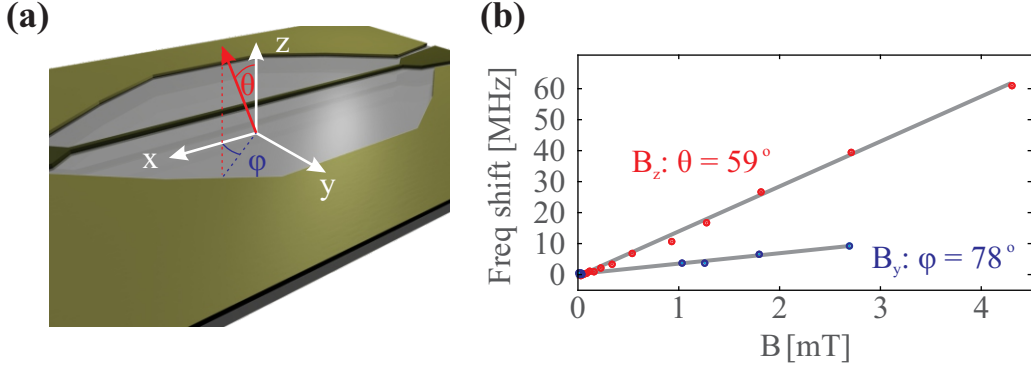 (a)
z
θ
x
φ
y
(b)
Freq shift [MHz]
60
50
40
30
20
10
0
B_z: θ = 59°
B_y: φ = 78°
0
1
2
3
4
B [mT]